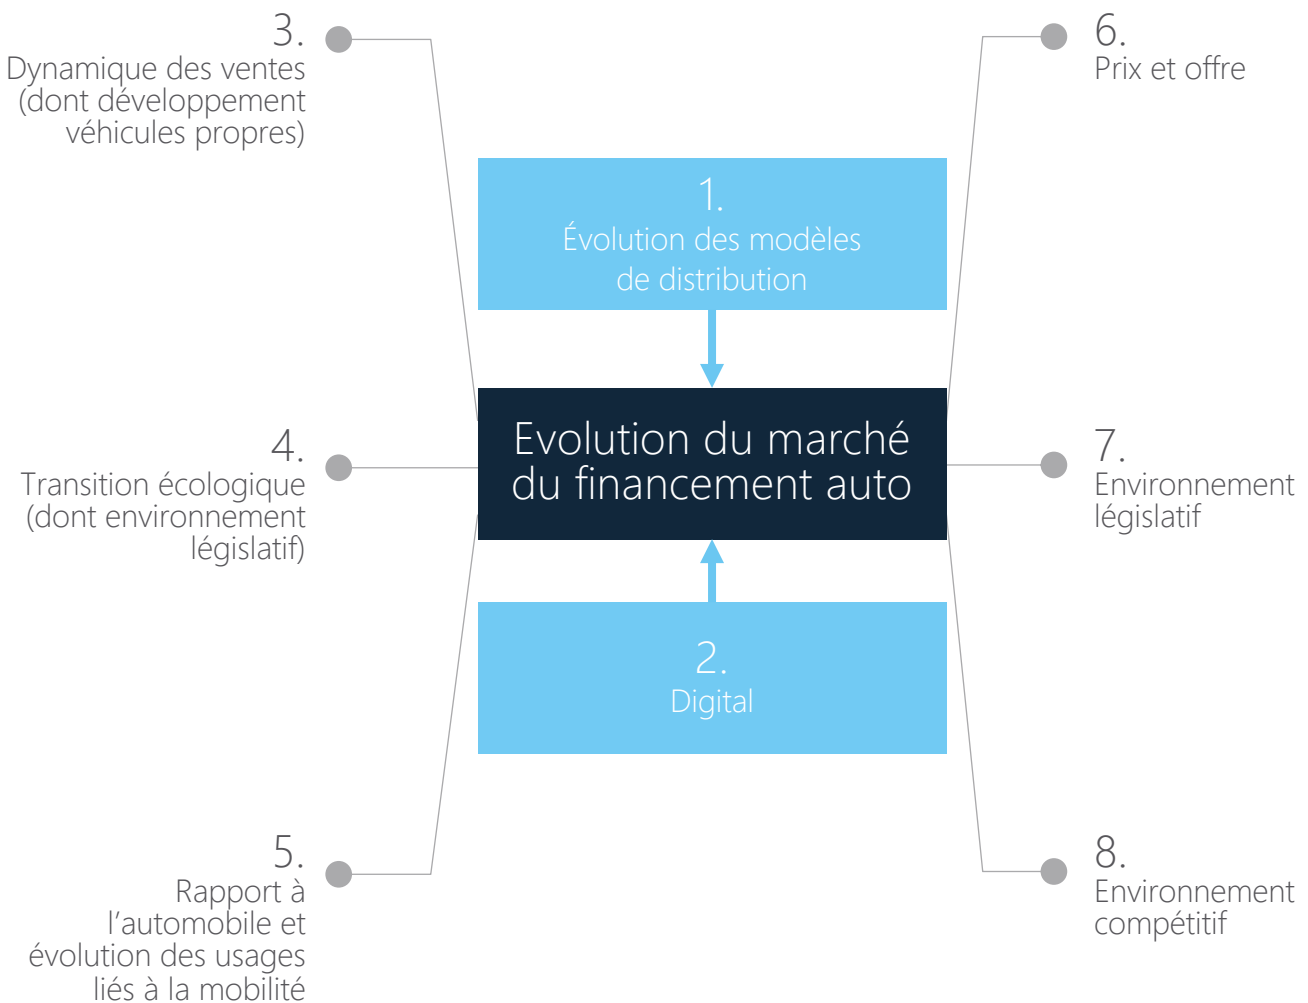 3.
Dynamique des ventes
(dont développement
véhicules propres)
4.
Transition écologique
(dont environnement
législatif)
5.
Rapport à
l'automobile et
évolution des usages
liés à la mobilité
1.
Évolution des modèles
de distribution
Evolution du marché
du financement auto
2.
Digital
6.
Prix et offre
7.
Environnement
législatif
8.
Environnement
compétitif